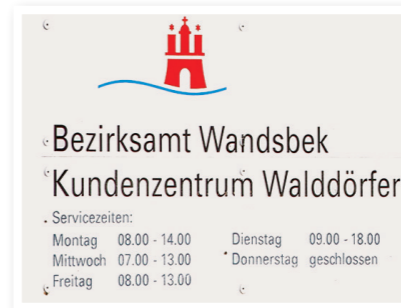 Bezirksamt Wandsbek
Kundenzentrum Walddörfer
Servicezeiten:
Montag 08.00 - 14.00 Dienstag 09.00 - 18.00
Mittwoch 07.00 - 13.00 Donnerstag geschlossen
Freitag 08.00 - 13.00